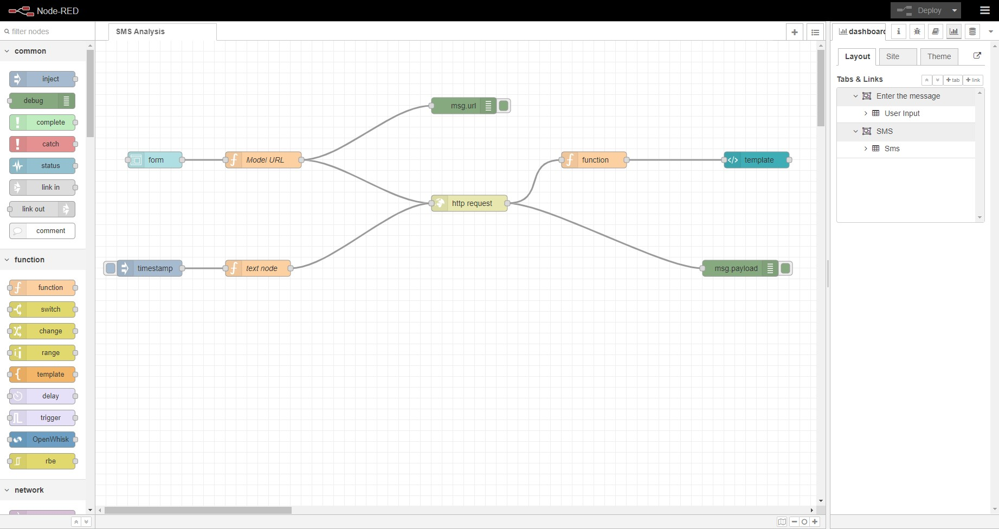 Node-RED
Deploy
filter nodes
SMS Analysis
dashboard
common
inject
debug
complete
catch
status
link in
link out
comment
function
function
switch
change
range
template
delay
trigger
OpenWhisk
rbe
network
form
Model URL
msg.url
http request
function
template
timestamp
text node
msg.payload
Layout
Site
Theme
Tabs & Links
tab
link
Enter the message
User Input
SMS
Sms